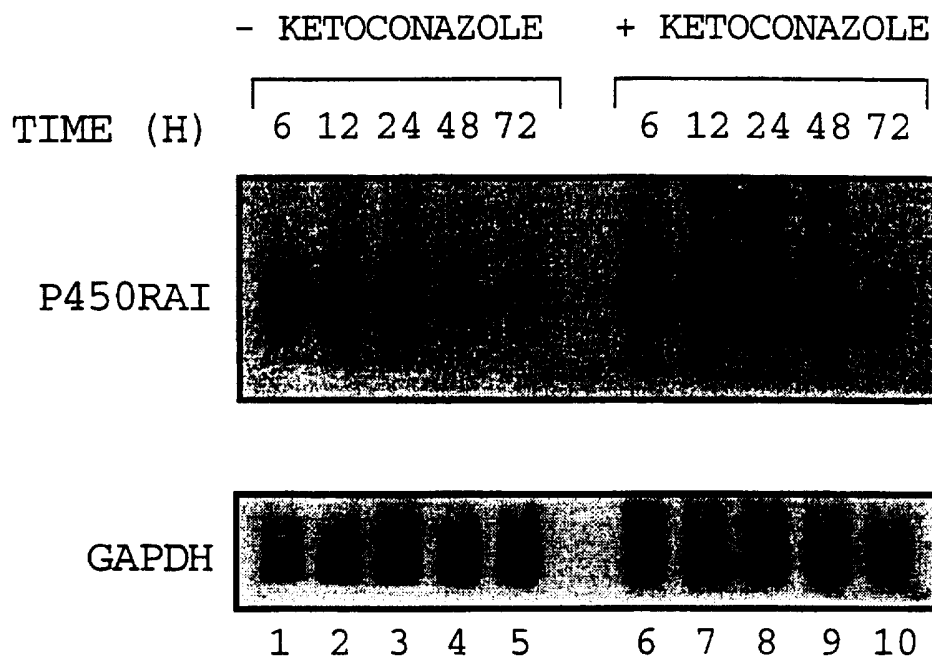 - KETOCONAZOLE + KETOCONAZOLE
TIME (H) 6 12 24 48 72 6 12 24 48 72
P450RAI
GAPDH
1 2 3 4 5 6 7 8 9 10